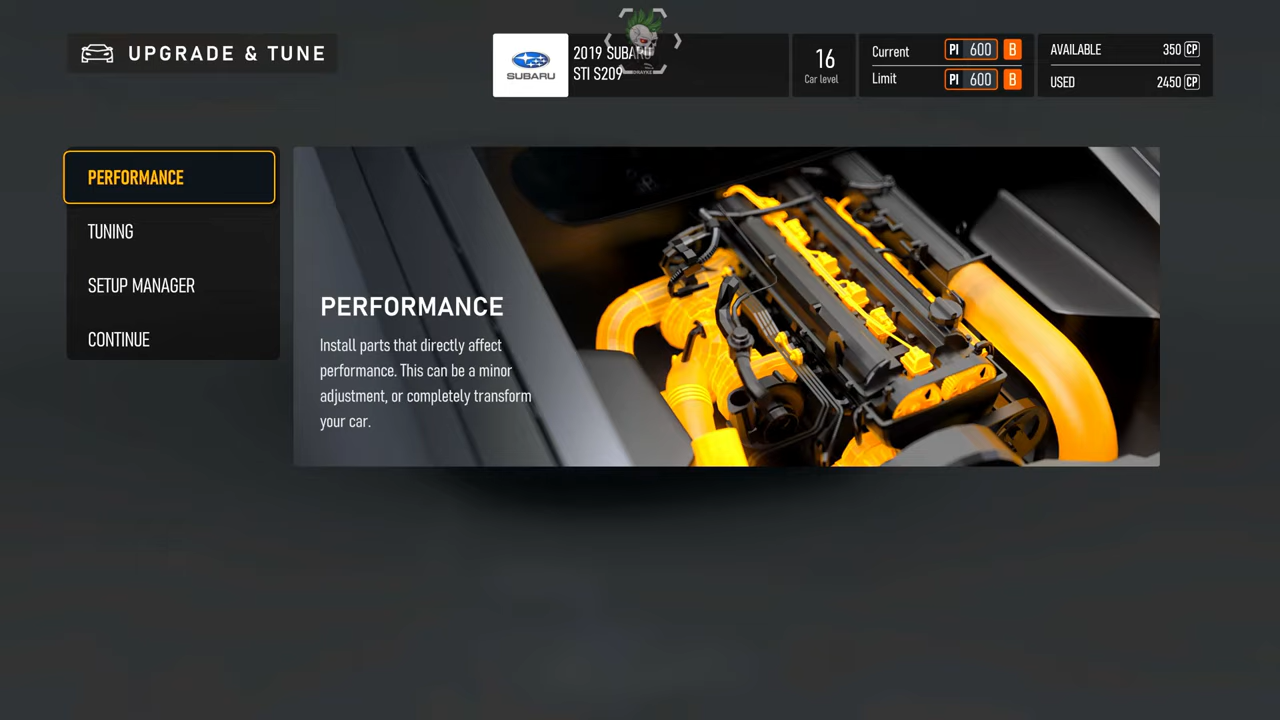 UPGRADE & TUNE
SUBARU
2019 SUBARU
STI S209
16
Car level
Current PI 600 B
Limit PI 600 B
AVAILABLE 350 CP
USED 2450 CP
PERFORMANCE
TUNING
SETUP MANAGER
CONTINUE
PERFORMANCE
Install parts that directly affect
performance. This can be a minor
adjustment, or completely transform
your car.